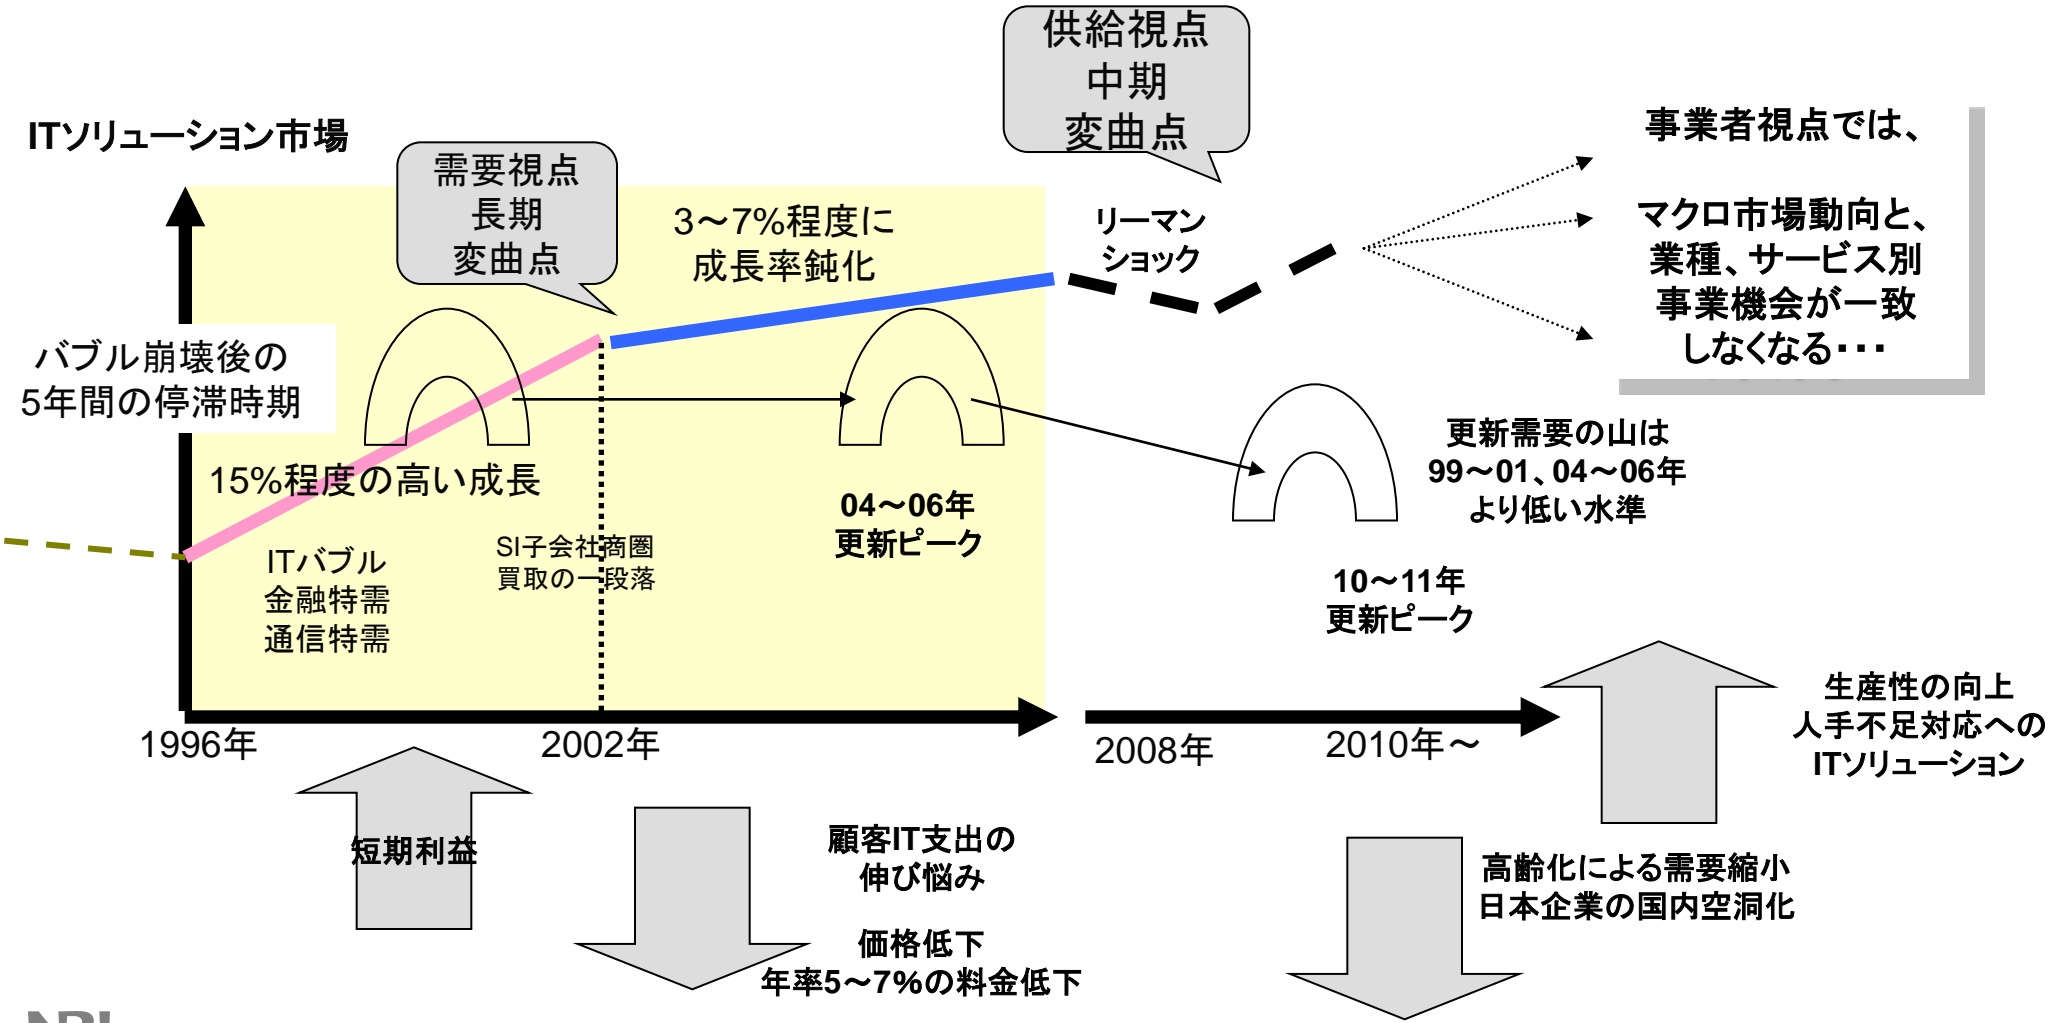 供給視点
中期
変曲点
ITソリューション市場
需要視点
長期
変曲点
3～7%程度に
成長率鈍化
リーマン
ショック
事業者視点では、
マクロ市場動向と、
業種、サービス別
事業機会が一致
しなくなる･･･
バブル崩壊後の
5年間の停滞時期
15%程度の高い成長
04～06年
更新ピーク
更新需要の山は
99～01、04～06年
より低い水準
ITバブル
金融特需
通信特需
SI子会社商圏
買取の一段落
10～11年
更新ピーク
1996年
2002年
2008年
2010年～
生産性の向上
人手不足対応への
ITソリューション
短期利益
顧客IT支出の
伸び悩み
価格低下
年率5～7%の料金低下
高齢化による需要縮小
日本企業の国内空洞化